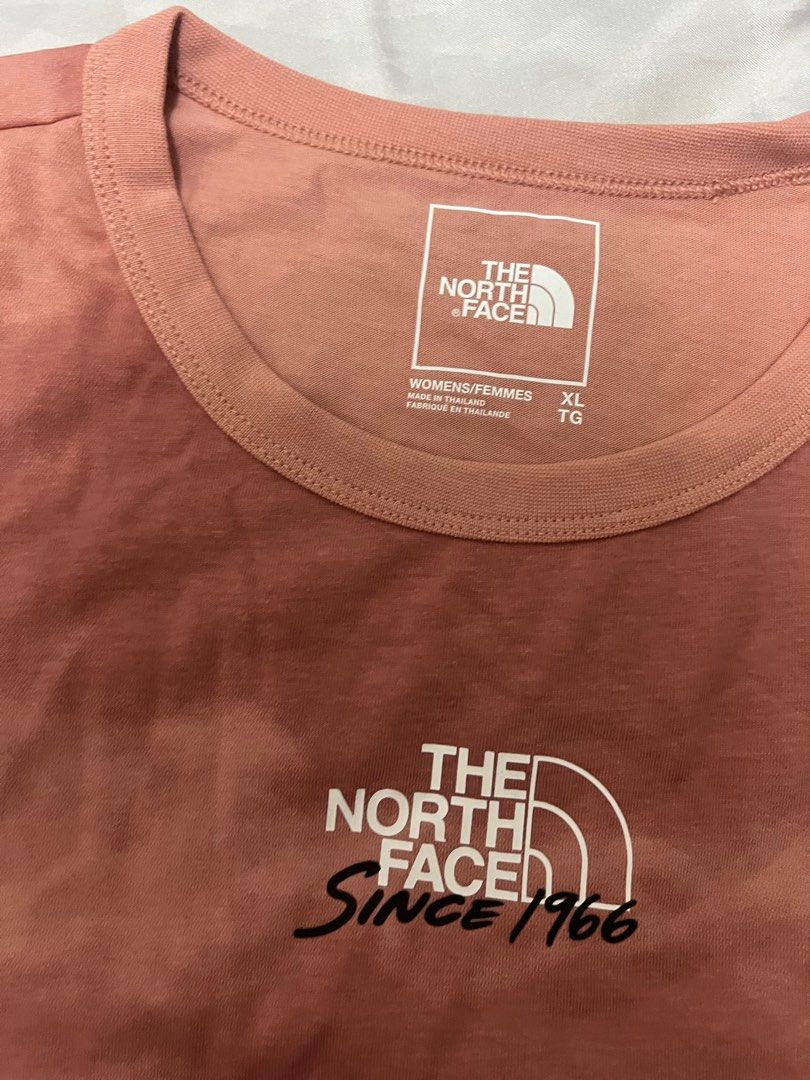 THE
NORTH
®FACE
WOMENS/FEMMES XL
MADE IN THAILAND
FABRIQUÉ EN THAILANDE TG
THE
NORTH
FACE
SINCE 1966